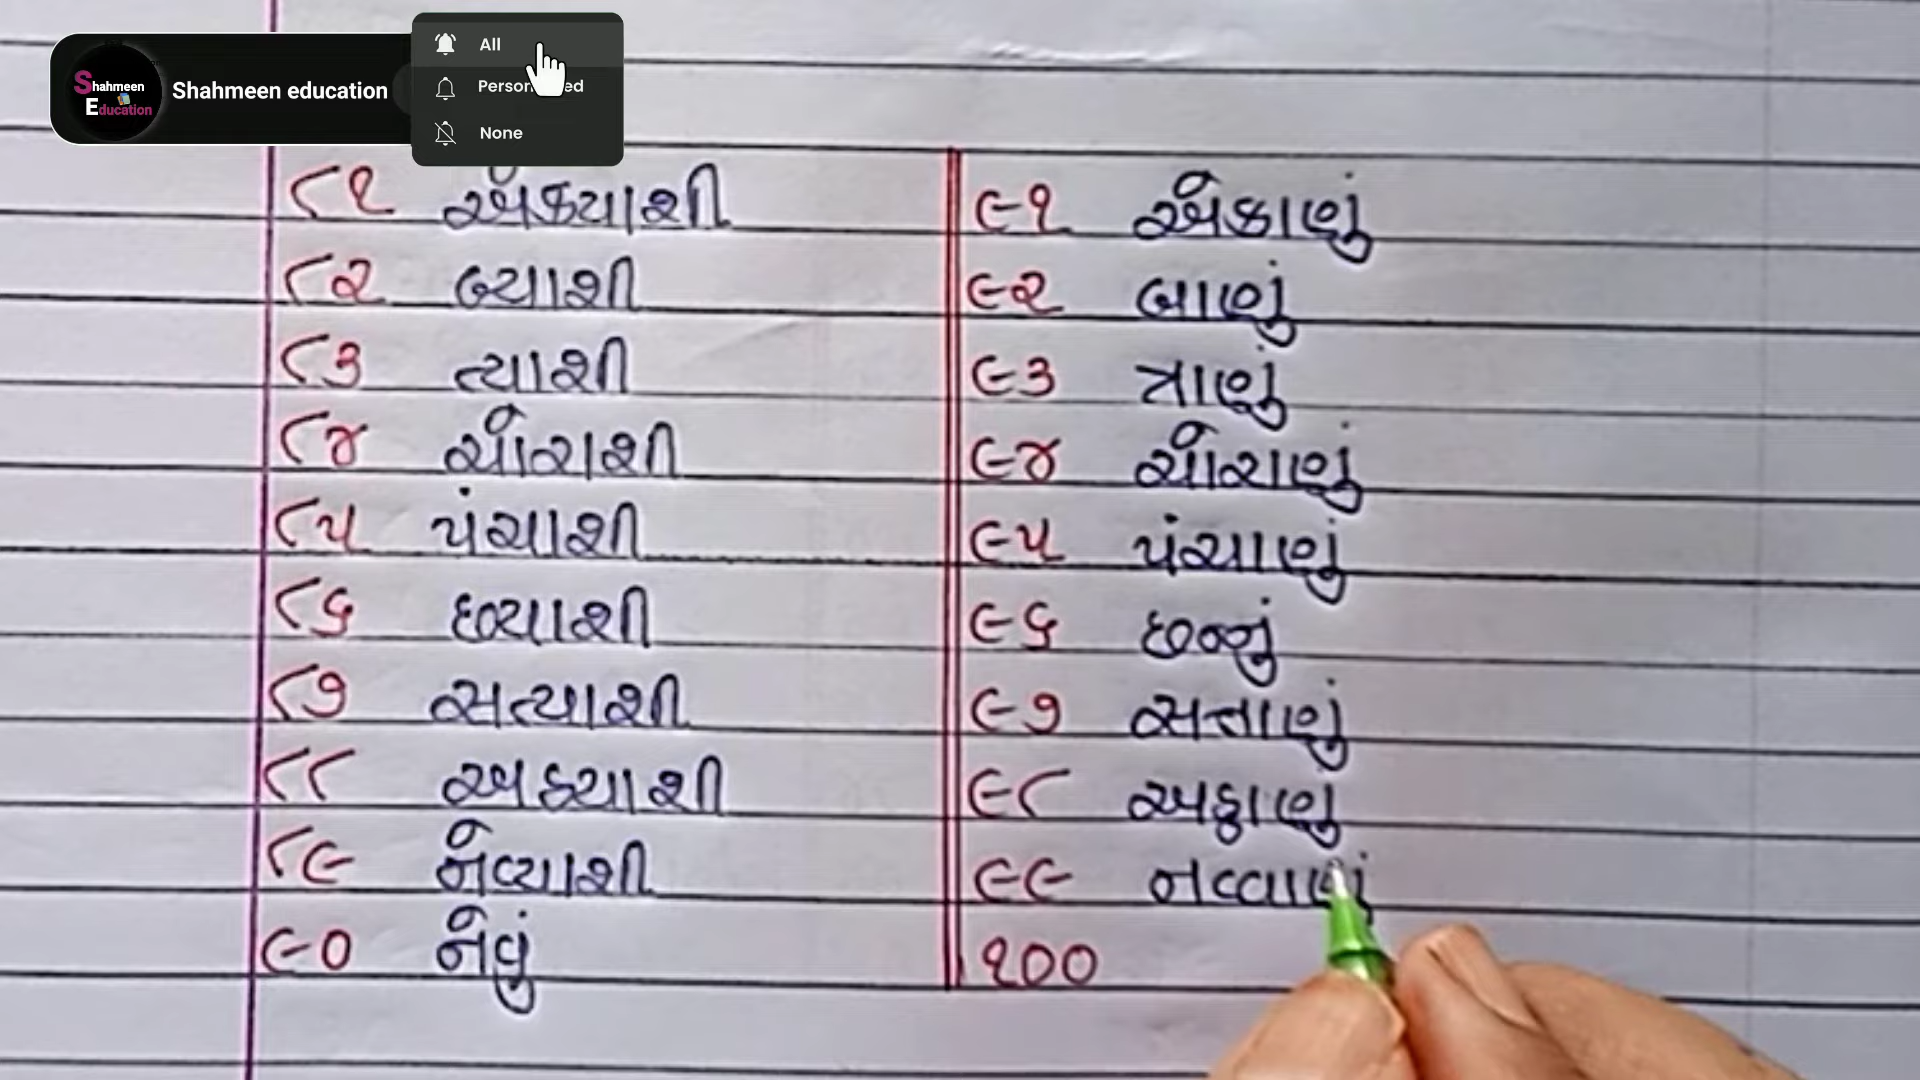 Shahmeen Education
Shahmeen education
All
None
૮૧ એંક્યાશી
૮૨ બ્યાશી
૮૩ ત્યાશી
૮૪ ચોરાશી
૮૫ પંચાશી
૮૬ છ્યાશી
૮૭ સત્યાશી
૮૮ અઠ્યાશી
૮૯ નેવ્યાશી
૯૦ નેવું
૯૧ એકાણું
૯૨ બાણું
૯૩ ત્રાણું
૯૪ ચોરાણું
૯૫ પંચાણું
૯૬ છન્નું
૯૭ સત્તાણું
૯૮ અઠ્ઠાણું
૯૯ નવ્વાણું
૧૦૦